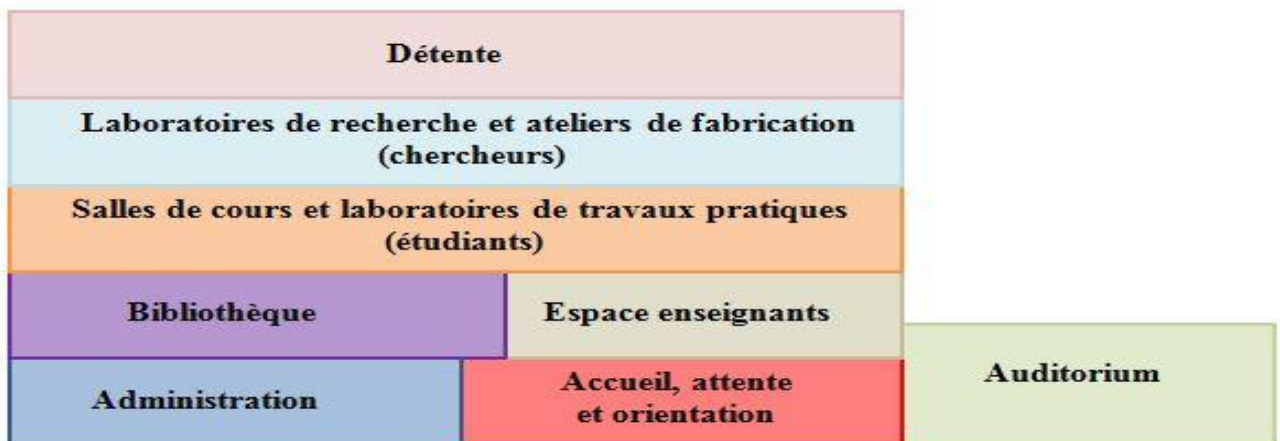 Détente
Laboratoires de recherche et ateliers de fabrication
(chercheurs)
Salles de cours et laboratoires de travaux pratiques
(étudiants)
Bibliothèque
Espace enseignants
Administration
Accueil, attente
et orientation
Auditorium